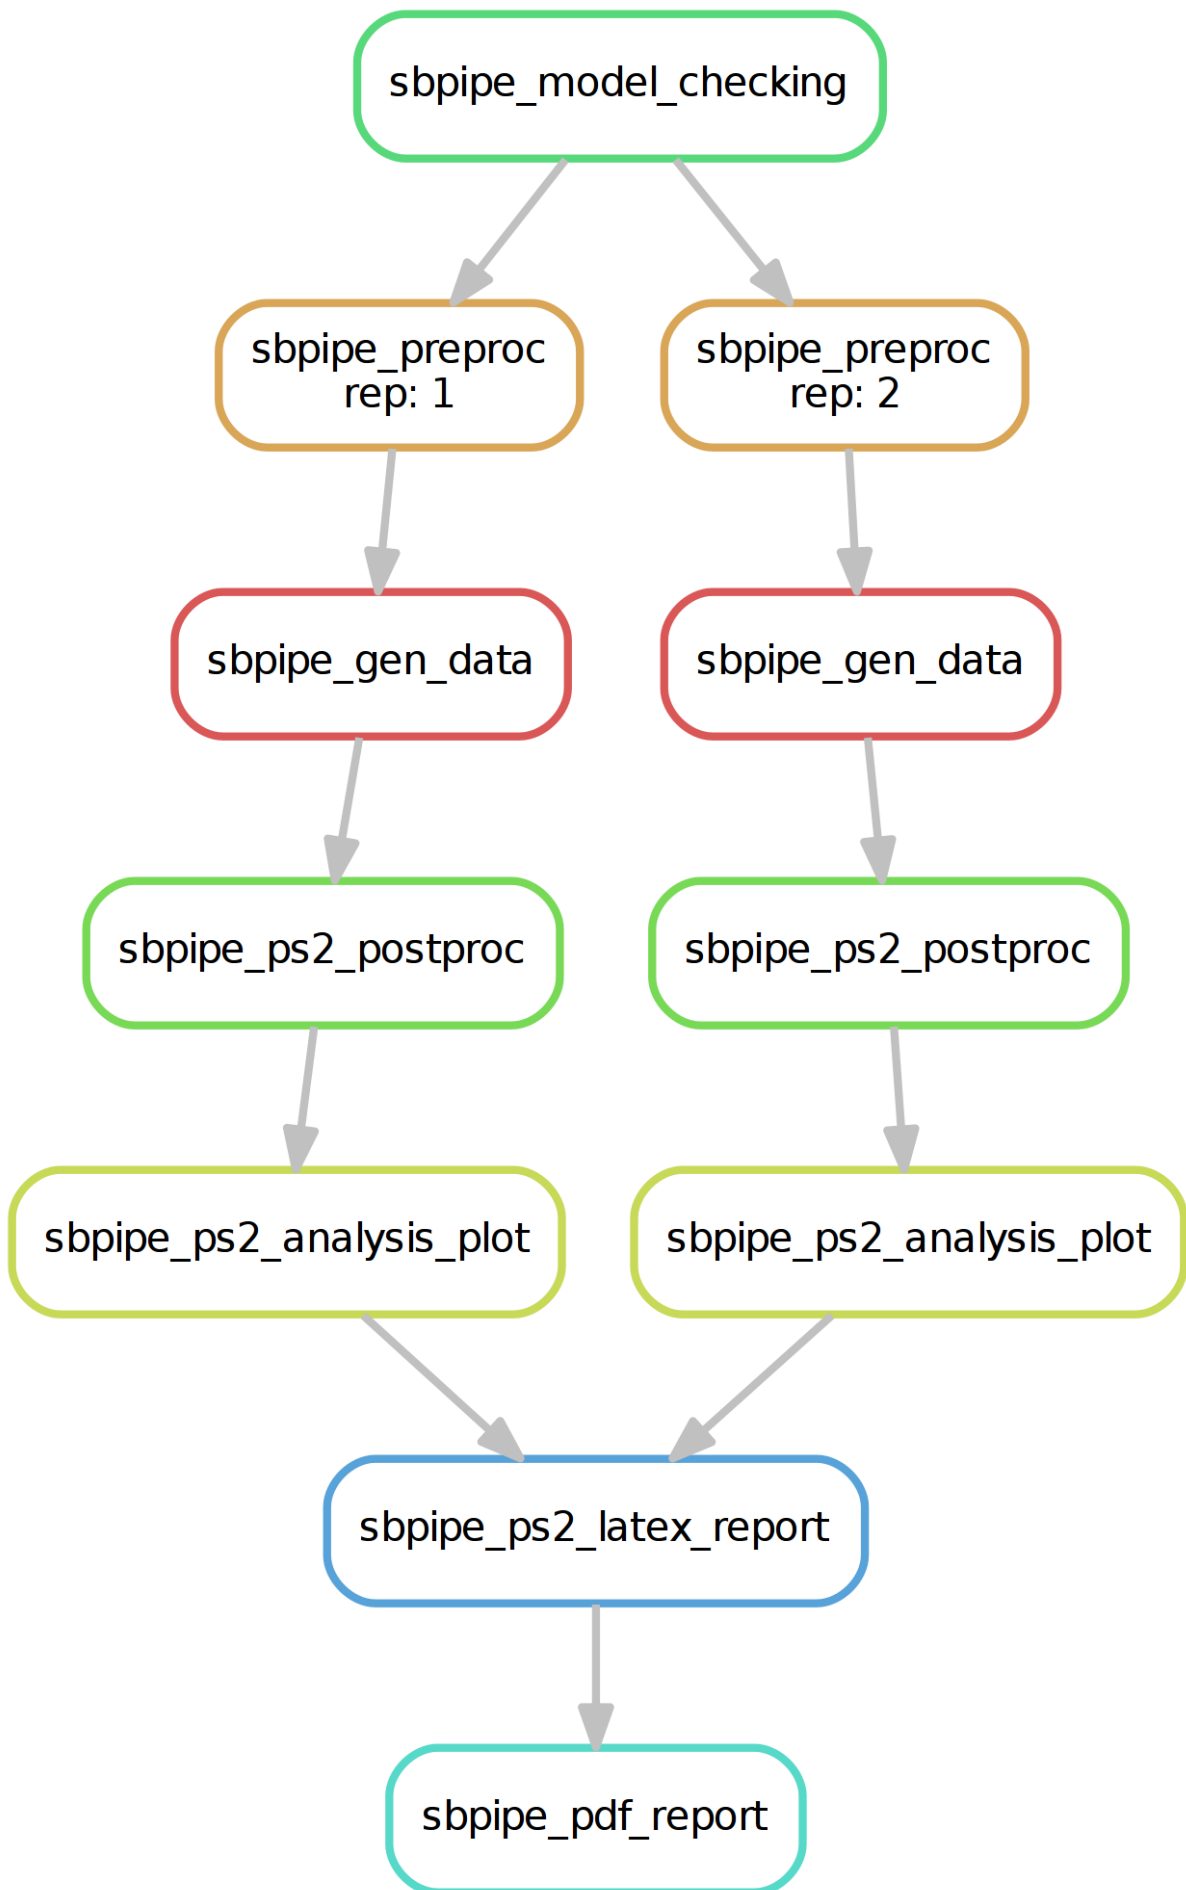 sbpipe_model_checking
sbpipe_preproc
rep: 1
sbpipe_preproc
rep: 2
sbpipe_gen_data
sbpipe_gen_data
sbpipe_ps2_postproc
sbpipe_ps2_postproc
sbpipe_ps2_analysis_plot
sbpipe_ps2_analysis_plot
sbpipe_ps2_latex_report
sbpipe_pdf_report